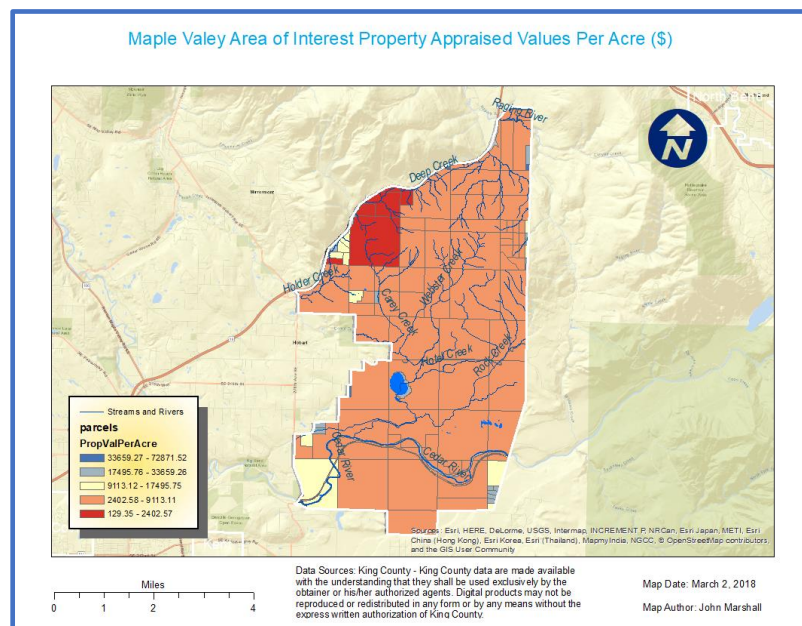 Maple Valey Area of Interest Property Appraised Values Per Acre ($)
North Bend
Raging River
N
Deep Creek
Mirrormont
Holder Creek
Webster Creek
Carey Creek
Hobart
Hotel Creek
Rock Creek
Streams and Rivers
parcels
PropValPerAcre
33659.27 - 72871.52
17495.76 - 33659.26
9113.12 - 17495.75
2402.58 - 9113.11
129.35 - 2402.57
Cedar River
Cedar River
Sources: Esri, HERE, DeLorme, USGS, Intermap, INCREMENT P, NRCan, Esri Japan, METI, Esri
China (Hong Kong), Esri Korea, Esri (Thailand), MapmyIndia, NGCC, © OpenStreetMap contributors,
and the GIS User Community
Miles
0 1 2 4
Data Sources: King County - King County data are made available
with the understanding that they shall be used exclusively by the
obtainer or his/her authorized agents. Digital products may not be
reproduced or redistributed in any form or by any means without the
express written authorization of King County.
Map Date: March 2, 2018
Map Author: John Marshall